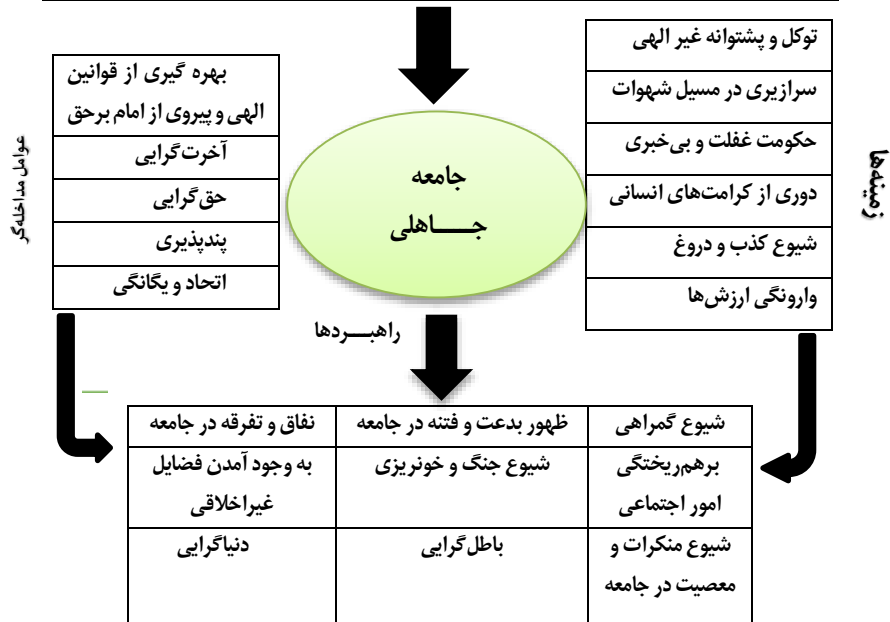 زمینه‌ها
توکل و پشتوانه غیر الهی
سرازیری در مسیل شهوات
حکومت غفلت و بی‌خبری
دوری از کرامت‌های انسانی
شیوع کذب و دروغ
وارونگی ارزش‌ها
جامعه
جـــــاهلی
بهره گیری از قوانین
الهی و پیروی از امام برحق
آخرت‌گرایی
حق‌گرایی
پندپذیری
اتحاد و یگانگی
عوامل مداخله‌گر
راهبـــردها
شیوع گمراهی
ظهور بدعت و فتنه در جامعه
نفاق و تفرقه در جامعه
برهم‌ریختگی
امور اجتماعی
شیوع جنگ و خونریزی
به وجود آمدن فضایل
غیراخلاقی
شیوع منکرات و
معصیت در جامعه
باطل‌گرایی
دنیاگرایی